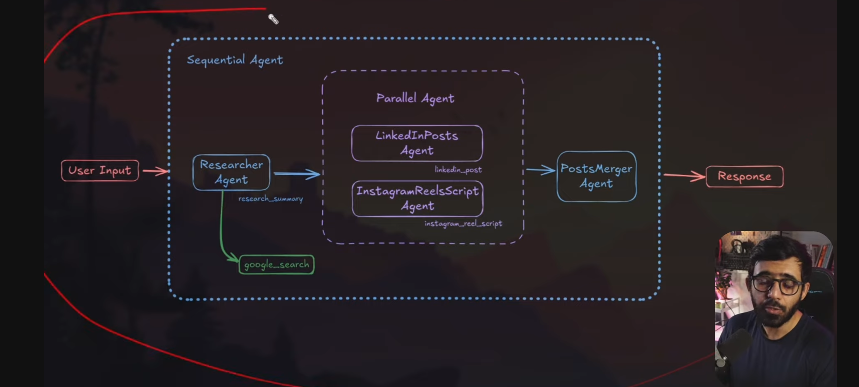 Sequential Agent
Parallel Agent
User Input
Researcher
Agent
research_summary
google_search
LinkedInPosts
Agent
linkedin_post
InstagramReelsScript
Agent
instagram_reel_script
PostsMerger
Agent
Response